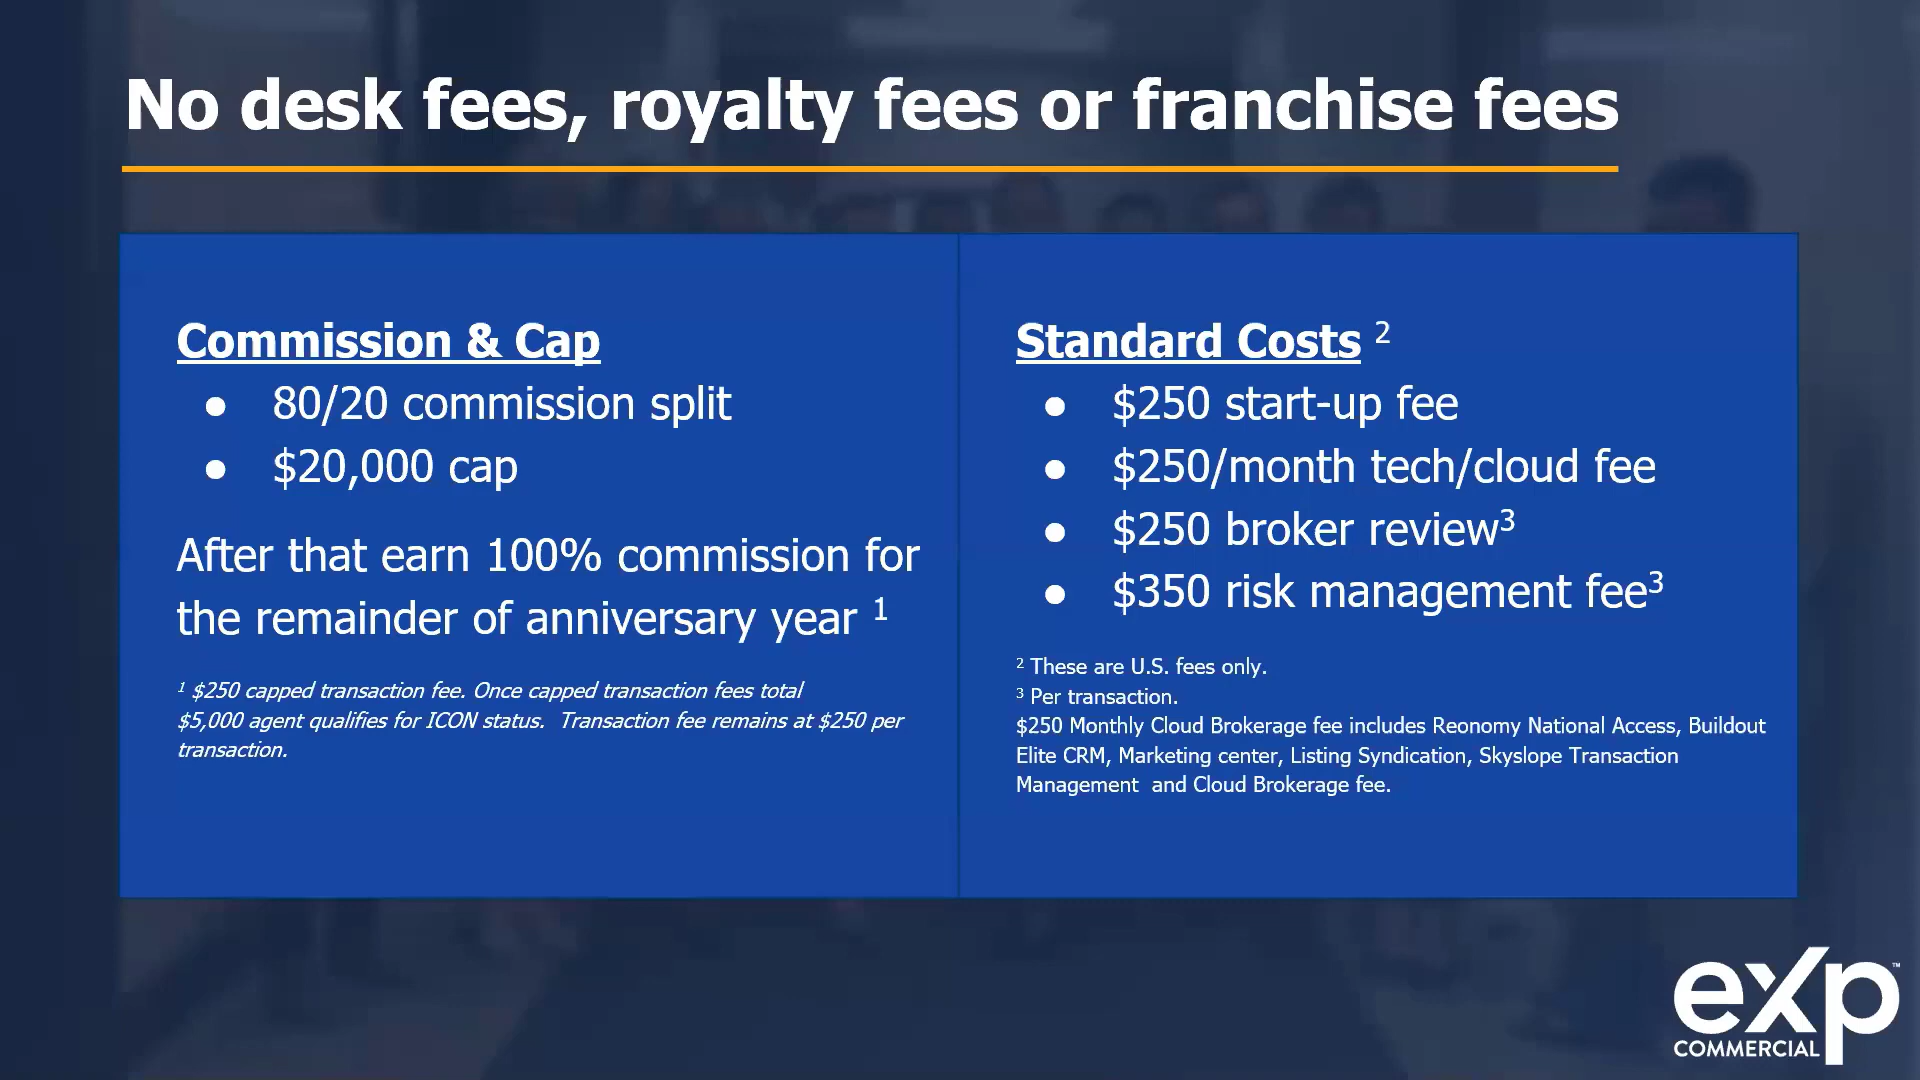 No desk fees, royalty fees or franchise fees
Commission & Cap
● 80/20 commission split
● $20,000 cap
After that earn 100% commission for
the remainder of anniversary year ¹
¹ $250 capped transaction fee. Once capped transaction fees total
$5,000 agent qualifies for ICON status.  Transaction fee remains at $250 per
transaction.
Standard Costs ²
● $250 start-up fee
● $250/month tech/cloud fee
● $250 broker review³
● $350 risk management fee³
² These are U.S. fees only.
³ Per transaction.
$250 Monthly Cloud Brokerage fee includes Reonomy National Access, Buildout
Elite CRM, Marketing center, Listing Syndication, Skyslope Transaction
Management  and Cloud Brokerage fee.
exp™
COMMERCIAL